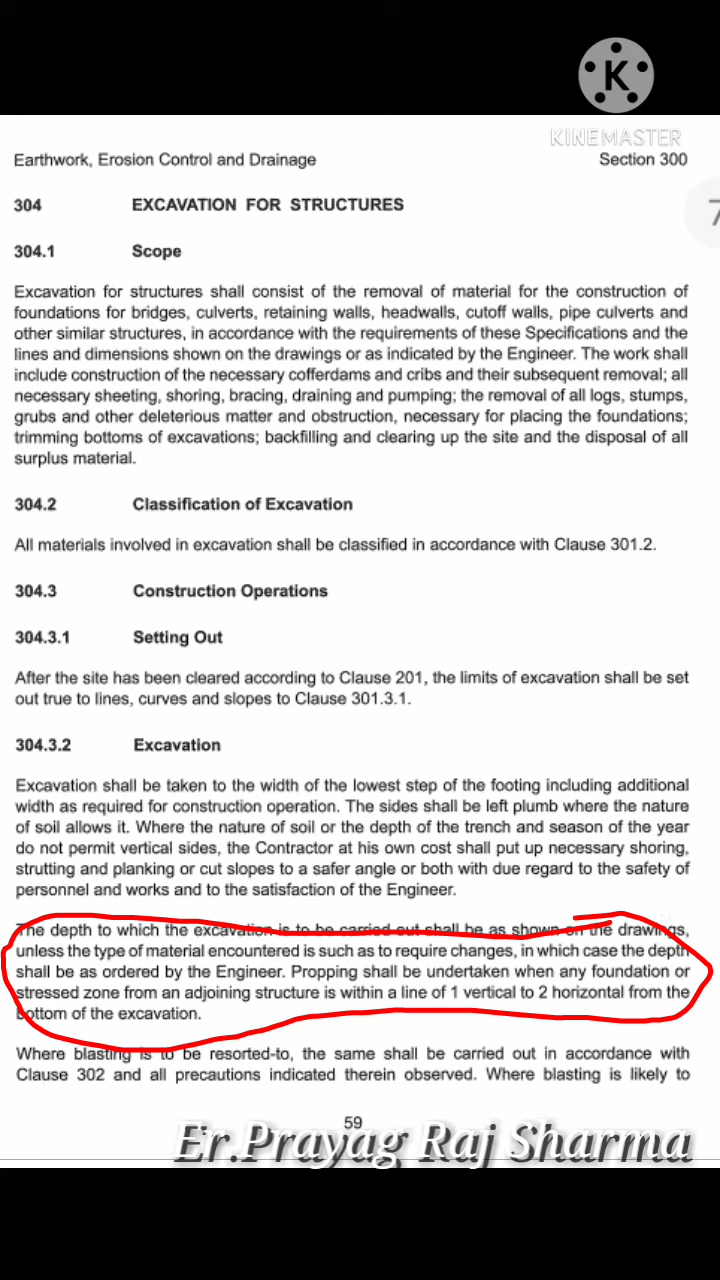 K
KINEMASTER
Earthwork, Erosion Control and Drainage Section 300
7
304 EXCAVATION FOR STRUCTURES
304.1 Scope
Excavation for structures shall consist of the removal of material for the construction of
foundations for bridges, culverts, retaining walls, headwalls, cutoff walls, pipe culverts and
other similar structures, in accordance with the requirements of these Specifications and the
lines and dimensions shown on the drawings or as indicated by the Engineer. The work shall
include construction of the necessary cofferdams and cribs and their subsequent removal; all
necessary sheeting, shoring, bracing, draining and pumping; the removal of all logs, stumps,
grubs and other deleterious matter and obstruction, necessary for placing the foundations;
trimming bottoms of excavations; backfilling and clearing up the site and the disposal of all
surplus material.
304.2 Classification of Excavation
All materials involved in excavation shall be classified in accordance with Clause 301.2.
304.3 Construction Operations
304.3.1 Setting Out
After the site has been cleared according to Clause 201, the limits of excavation shall be set
out true to lines, curves and slopes to Clause 301.3.1.
304.3.2 Excavation
Excavation shall be taken to the width of the lowest step of the footing including additional
width as required for construction operation. The sides shall be left plumb where the nature
of soil allows it. Where the nature of soil or the depth of the trench and season of the year
do not permit vertical sides, the Contractor at his own cost shall put up necessary shoring,
strutting and planking or cut slopes to a safer angle or both with due regard to the safety of
personnel and works and to the satisfaction of the Engineer.
The depth to which the excavation is to be carried out shall be as shown on the drawings,
unless the type of material encountered is such as to require changes, in which case the depth
shall be as ordered by the Engineer. Propping shall be undertaken when any foundation or
stressed zone from an adjoining structure is within a line of 1 vertical to 2 horizontal from the
bottom of the excavation.
Where blasting is to be resorted-to, the same shall be carried out in accordance with
Clause 302 and all precautions indicated therein observed. Where blasting is likely to
59
Er.Prayag Raj Sharma